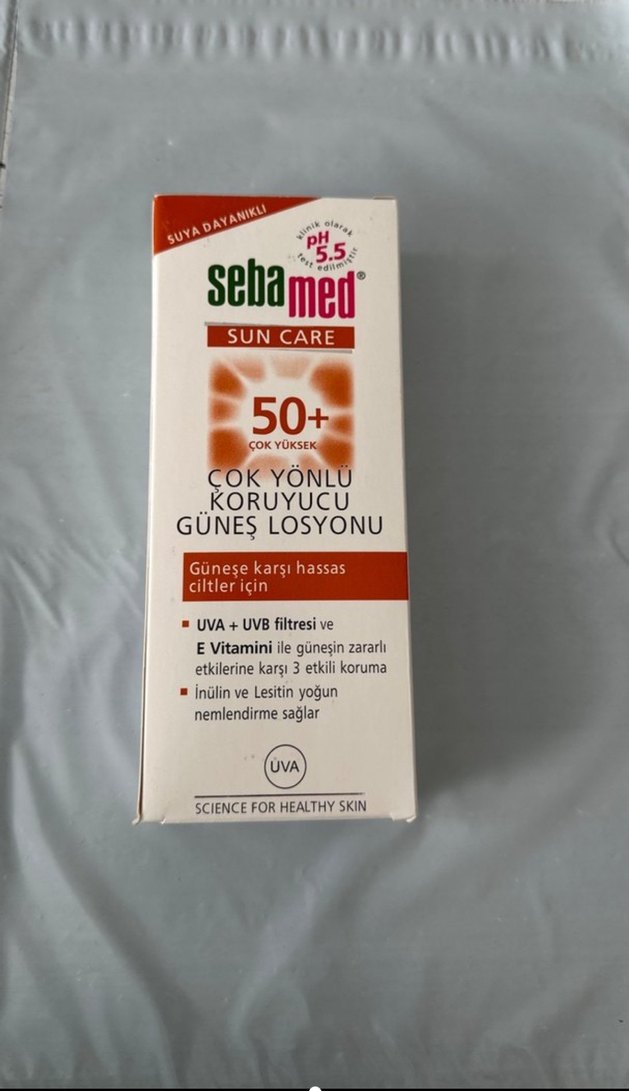 SUYA DAYANIKLI
klinik olarak
pH
5.5
test edilmiştir
sebamed®
SUN CARE
50+
ÇOK YÜKSEK
ÇOK YÖNLÜ
KORUYUCU
GÜNEŞ LOSYONU
Güneşe karşı hassas
ciltler için
▪ UVA + UVB filtresi ve
E Vitamini ile güneşin zararlı
etkilerine karşı 3 etkili koruma
▪ İnülin ve Lesitin yoğun
nemlendirme sağlar
UVA
SCIENCE FOR HEALTHY SKIN